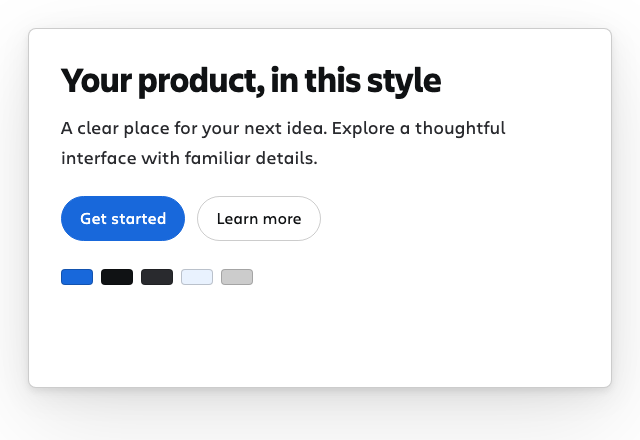 Your product, in this style
A clear place for your next idea. Explore a thoughtful
interface with familiar details.
Get started
Learn more